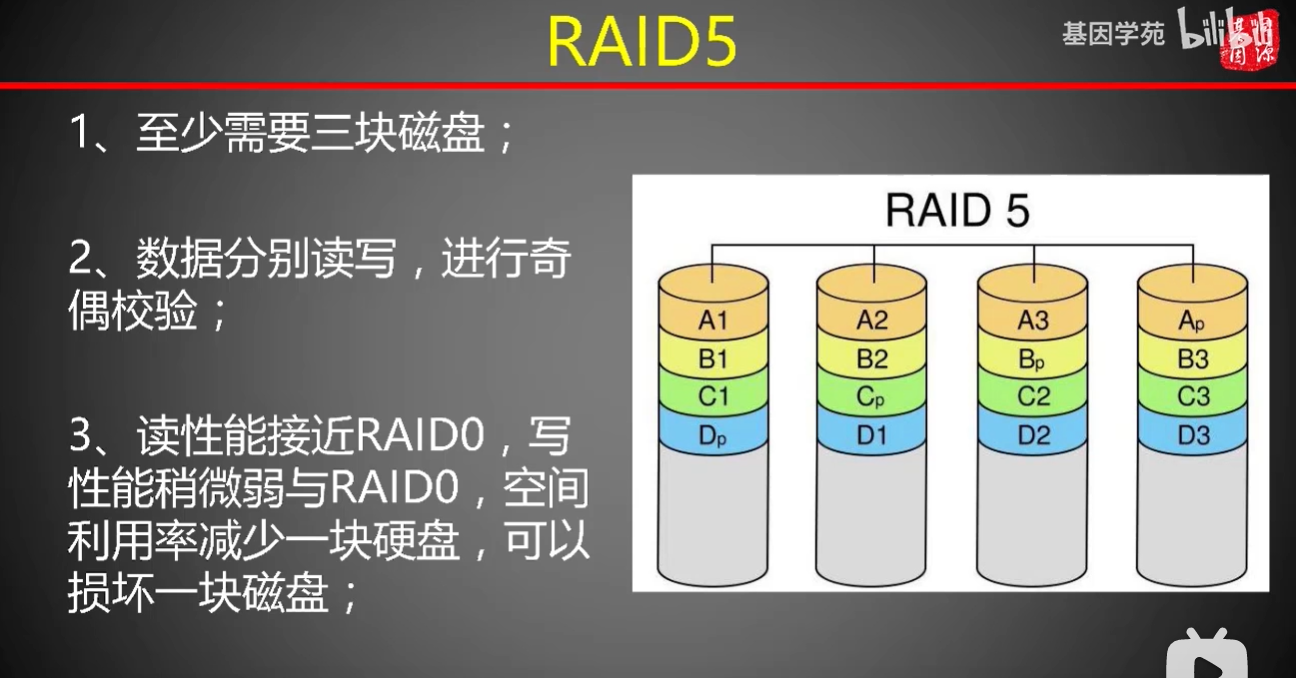 RAID5
基因学苑 bilibili
1、至少需要三块磁盘；
2、数据分别读写，进行奇
偶校验；
3、读性能接近RAID0，写
性能稍微弱与RAID0，空间
利用率减少一块硬盘，可以
损坏一块磁盘；
RAID 5
A1 A2 A3 Ap
B1 B2 Bp B3
C1 Cp C2 C3
Dp D1 D2 D3